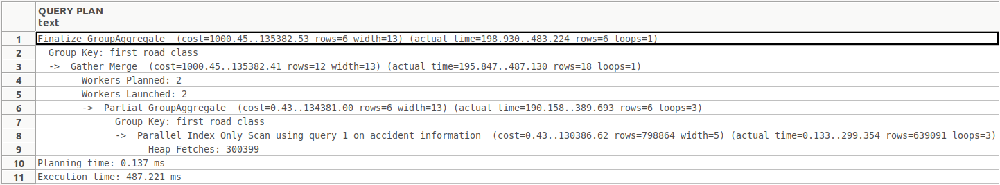 QUERY PLAN
text
1 Finalize GroupAggregate (cost=1000.45..135382.53 rows=6 width=13) (actual time=198.930..483.224 rows=6 loops=1)
2 Group Key: first road class
3 -> Gather Merge (cost=1000.45..135382.41 rows=12 width=13) (actual time=195.847..487.130 rows=18 loops=1)
4 Workers Planned: 2
5 Workers Launched: 2
6 -> Partial GroupAggregate (cost=0.43..134381.00 rows=6 width=13) (actual time=190.158..389.693 rows=6 loops=3)
7 Group Key: first road class
8 -> Parallel Index Only Scan using query 1 on accident information (cost=0.43..130386.62 rows=798864 width=5) (actual time=0.133..299.354 rows=639091 loops=3)
9 Heap Fetches: 300399
10 Planning time: 0.137 ms
11 Execution time: 487.221 ms